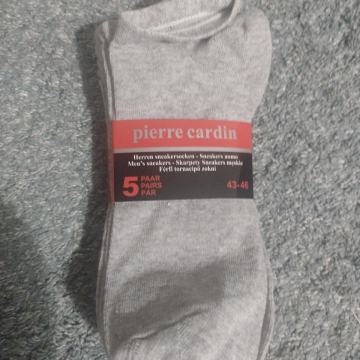 pierre cardin
Herren sneakersocken - Sneakers uomo
Men's sneakers - Skarpety Sneakers męskie
Férfi tornacipő zokni
5 PAAR
PAIRS
PÁR
43-46